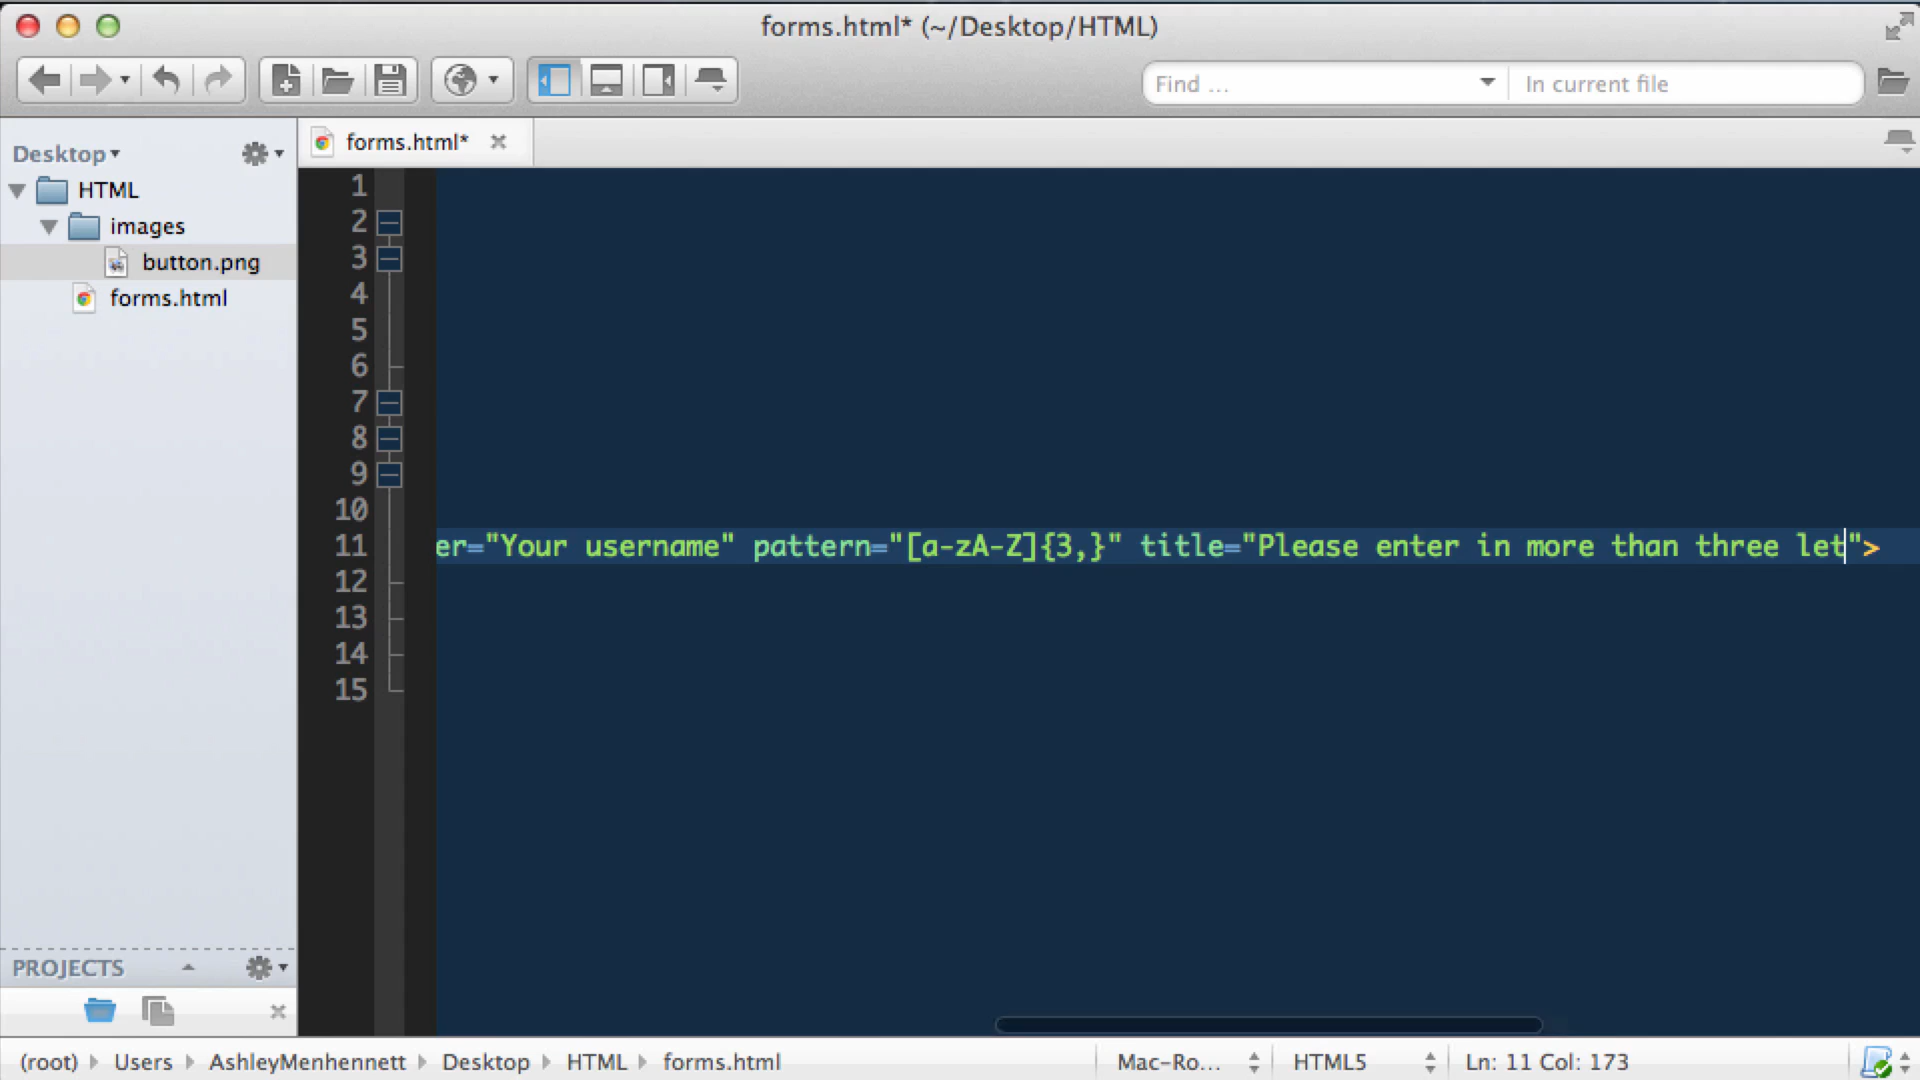 forms.html* (~/Desktop/HTML)
Find ...
In current file
Desktop
forms.html*
HTML
images
button.png
forms.html
1
2
3
4
5
6
7
8
9
10
11 er="Your username" pattern="[a-zA-Z]{3,}" title="Please enter in more than three let">
12
13
14
15
PROJECTS
(root) Users AshleyMenhennett Desktop HTML forms.html Mac-Ro... HTML5 Ln: 11 Col: 173